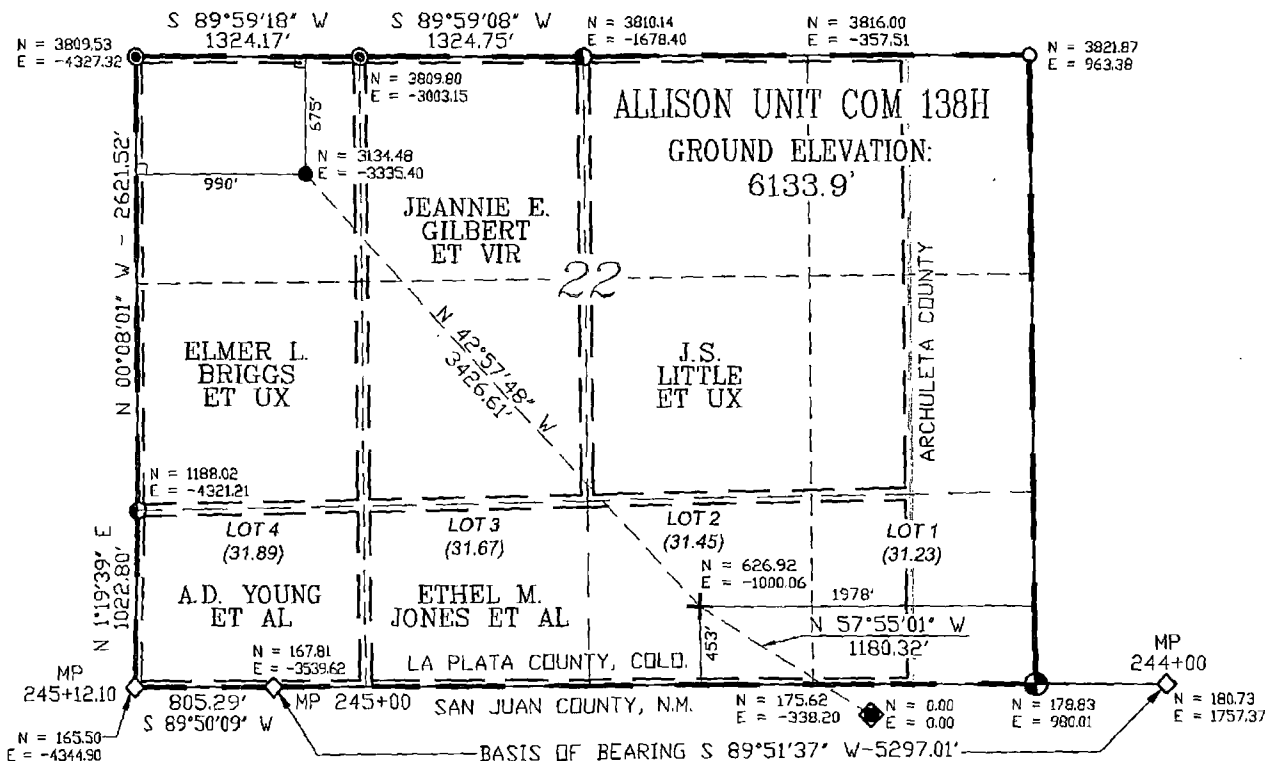 S 89°59'18" W
1324.17'
S 89°59'08" W
1324.75'
N = 3810.14
E = -1678.40
N = 3816.00
E = -357.51
N = 3809.53
E = -4327.32
N = 3821.87
E = 963.38
N = 3809.80
E = -3003.15
ALLISON UNIT COM 138H
GROUND ELEVATION:
6133.9'
675'
N = 3134.48
E = -3335.40
990'
N 00°08'01" W - 2621.52'
JEANNIE E.
GILBERT
ET VIR
22
ARCHULETA COUNTY
N 42°57'48" W
3426.61'
ELMER L.
BRIGGS
ET UX
J.S.
LITTLE
ET UX
N = 1188.02
E = -4321.21
LOT 4
(31.89)
LOT 3
(31.67)
LOT 2
(31.45)
LOT 1
(31.23)
N 1°19'39" E
1022.80'
N = 626.92
E = -1000.06
1978'
A.D. YOUNG
ET AL
ETHEL M.
JONES ET AL
453'
N 57°55'01" W
1180.32'
MP
245+12.10
N = 167.81
E = -3539.62
LA PLATA COUNTY, COLO.
MP
244+00
805.29'
S 89°50'09" W
MP 245+00
SAN JUAN COUNTY, N.M.
N = 175.62
E = -338.20
N = 0.00
E = 0.00
N = 178.83
E = 980.01
N = 180.73
E = 1757.37
N = 165.50
E = -4344.90
BASIS OF BEARING S 89°51'37" W-5297.01'